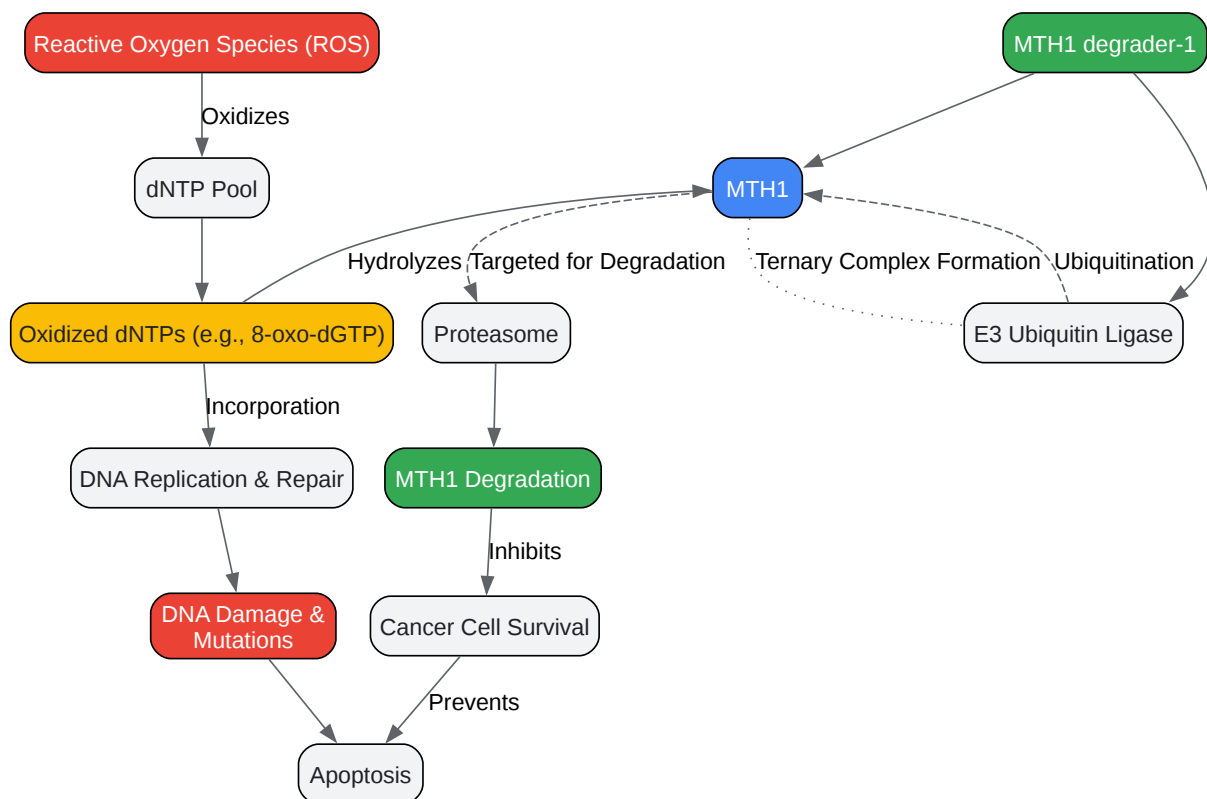 Reactive Oxygen Species (ROS)
MTH1 degrader-1
Oxidizes
dNTP Pool
MTH1
Hydrolyzes
Targeted for Degradation
Ternary Complex Formation
Ubiquitination
Oxidized dNTPs (e.g., 8-oxo-dGTP)
Proteasome
E3 Ubiquitin Ligase
Incorporation
DNA Replication & Repair
MTH1 Degradation
Inhibits
DNA Damage &
Mutations
Cancer Cell Survival
Prevents
Apoptosis